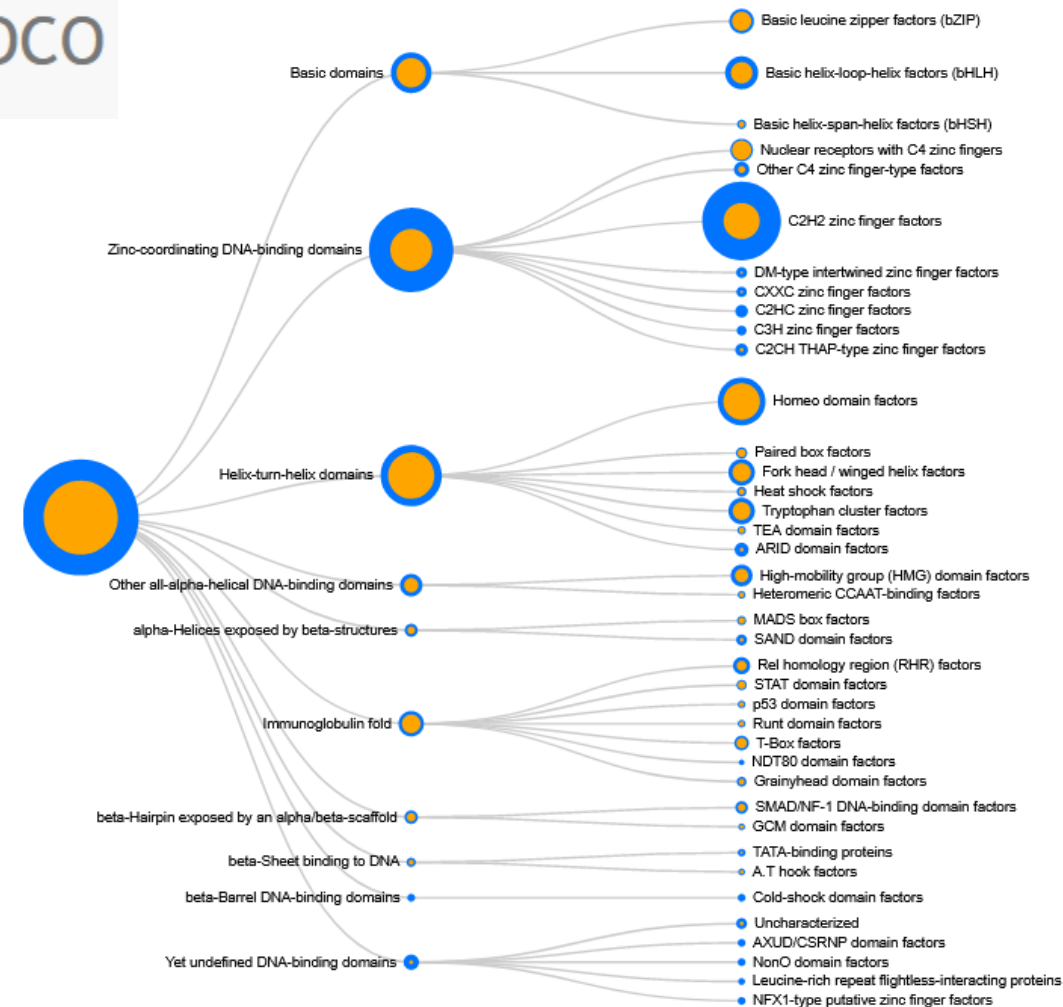 oco
Basic domains
Basic leucine zipper factors (bZIP)
Basic helix-loop-helix factors (bHLH)
Basic helix-span-helix factors (bHSH)
Zinc-coordinating DNA-binding domains
Nuclear receptors with C4 zinc fingers
Other C4 zinc finger-type factors
C2H2 zinc finger factors
DM-type intertwined zinc finger factors
CXXC zinc finger factors
C2HC zinc finger factors
C3H zinc finger factors
C2CH THAP-type zinc finger factors
Helix-turn-helix domains
Homeo domain factors
Paired box factors
Fork head / winged helix factors
Heat shock factors
Tryptophan cluster factors
TEA domain factors
ARID domain factors
Other all-alpha-helical DNA-binding domains
High-mobility group (HMG) domain factors
Heteromeric CCAAT-binding factors
alpha-Helices exposed by beta-structures
MADS box factors
SAND domain factors
Immunoglobulin fold
Rel homology region (RHR) factors
STAT domain factors
p53 domain factors
Runt domain factors
T-Box factors
NDT80 domain factors
Grainyhead domain factors
beta-Hairpin exposed by an alpha/beta-scaffold
SMAD/NF-1 DNA-binding domain factors
GCM domain factors
beta-Sheet binding to DNA
TATA-binding proteins
A.T hook factors
beta-Barrel DNA-binding domains
Cold-shock domain factors
Yet undefined DNA-binding domains
Uncharacterized
AXUD/CSRNP domain factors
NonO domain factors
Leucine-rich repeat flightless-interacting proteins
NFX1-type putative zinc finger factors